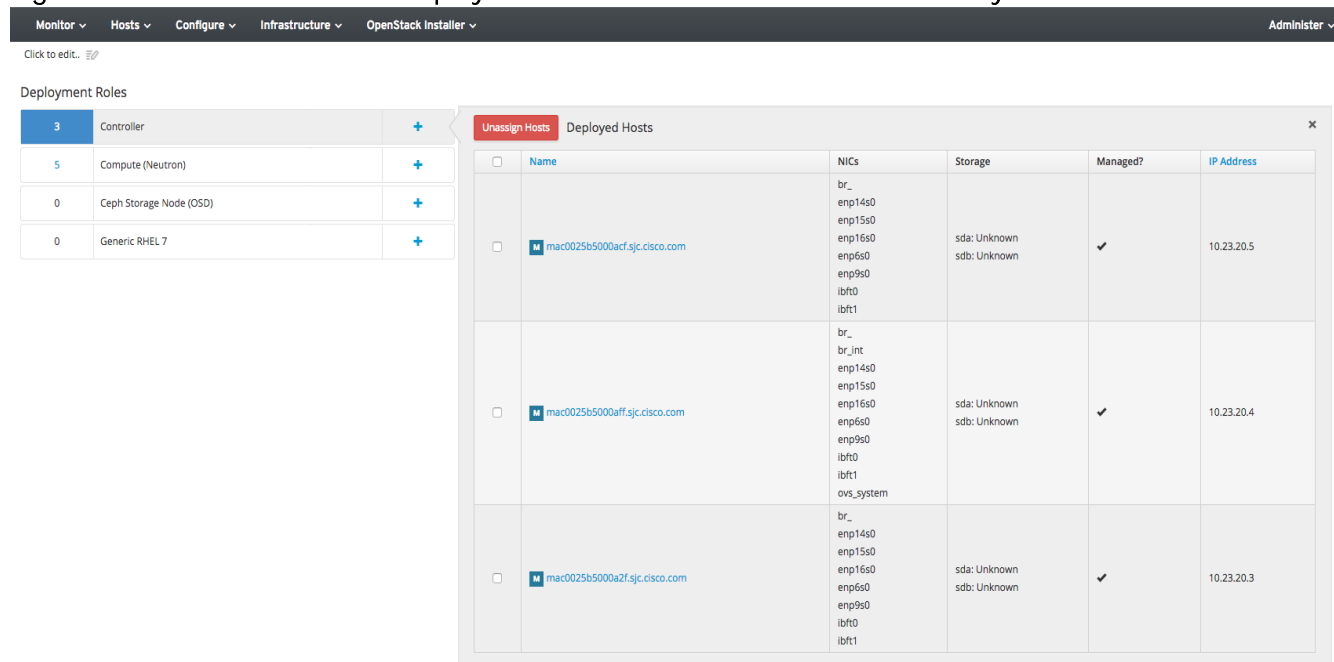 Monitor Hosts Configure Infrastructure OpenStack Installer Administer
Click to edit..
Deployment Roles
3 Controller +
5 Compute (Neutron) +
0 Ceph Storage Node (OSD) +
0 Generic RHEL 7 +
Unassign Hosts Deployed Hosts ×
Name NICs Storage Managed? IP Address
br_
enp14s0
enp15s0
enp16s0
enp6s0
enp9s0
ibft0
ibft1
M mac0025b5000acf.sjc.cisco.com
sda: Unknown
sdb: Unknown
✔
10.23.20.5
br_
br_int
enp14s0
enp15s0
enp16s0
enp6s0
enp9s0
ibft0
ibft1
ovs_system
M mac0025b5000aff.sjc.cisco.com
sda: Unknown
sdb: Unknown
✔
10.23.20.4
br_
enp14s0
enp15s0
enp16s0
enp6s0
enp9s0
ibft0
ibft1
M mac0025b5000a2f.sjc.cisco.com
sda: Unknown
sdb: Unknown
✔
10.23.20.3